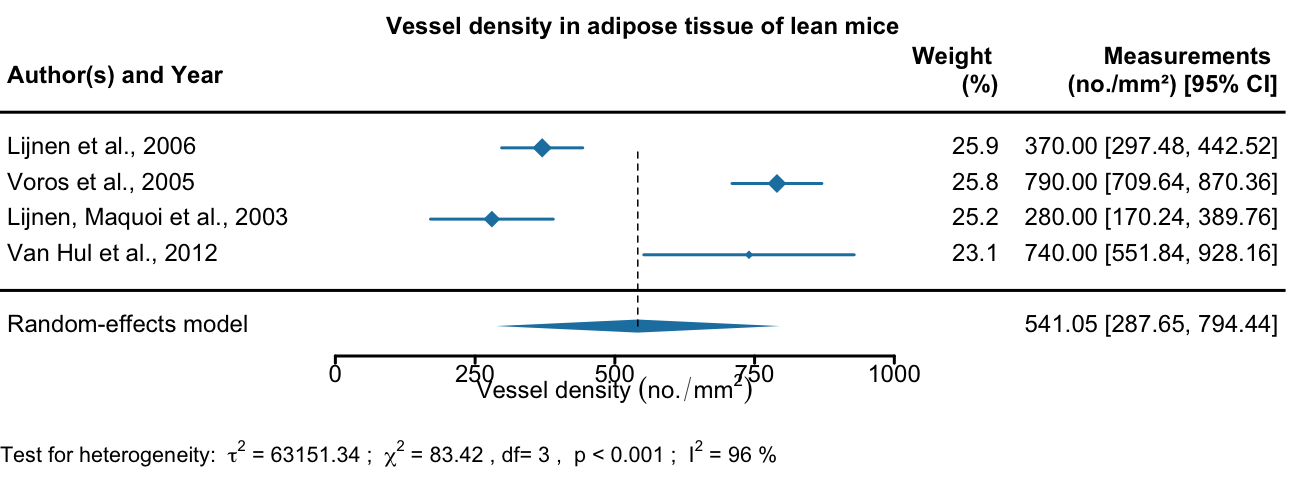 Vessel density in adipose tissue of lean mice
Author(s) and Year Weight (%) Measurements (no./mm²) [95% CI]
Lijnen et al., 2006 25.9 370.00 [297.48, 442.52]
Voros et al., 2005 25.8 790.00 [709.64, 870.36]
Lijnen, Maquoi et al., 2003 25.2 280.00 [170.24, 389.76]
Van Hul et al., 2012 23.1 740.00 [551.84, 928.16]
Random-effects model 541.05 [287.65, 794.44]
0 250 500 750 1000
Vessel density (no./mm²)
Test for heterogeneity: τ² = 63151.34 ; χ² = 83.42 , df= 3 , p < 0.001 ; I² = 96 %